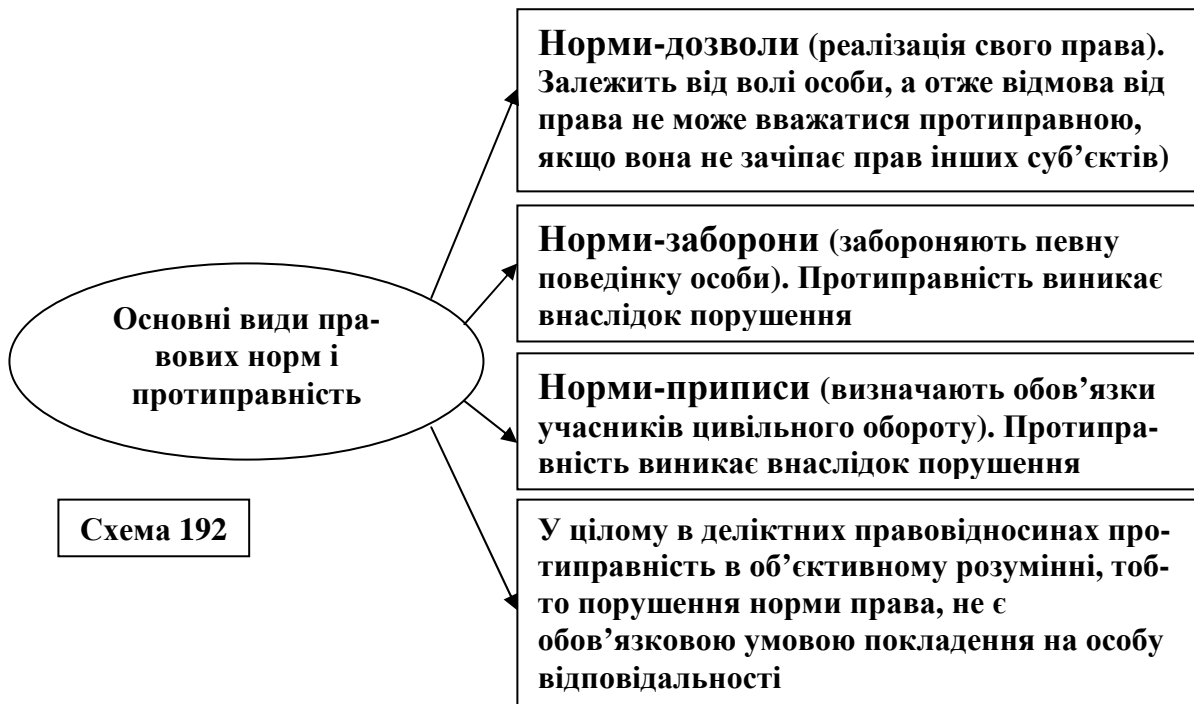 Норми-дозволи (реалізація свого права).
Залежить від волі особи, а отже відмова від
права не може вважатися протиправною,
якщо вона не зачіпає прав інших суб’єктів)
Норми-заборони (забороняють певну
поведінку особи). Протиправність виникає
внаслідок порушення
Основні види пра-
вових норм і
протиправність
Норми-приписи (визначають обов’язки
учасників цивільного обороту). Протипра-
вність виникає внаслідок порушення
Схема 192
У цілому в деліктних правовідносинах про-
типравність в об’єктивному розумінні, тоб-
то порушення норми права, не є
обов’язковою умовою покладення на особу
відповідальності